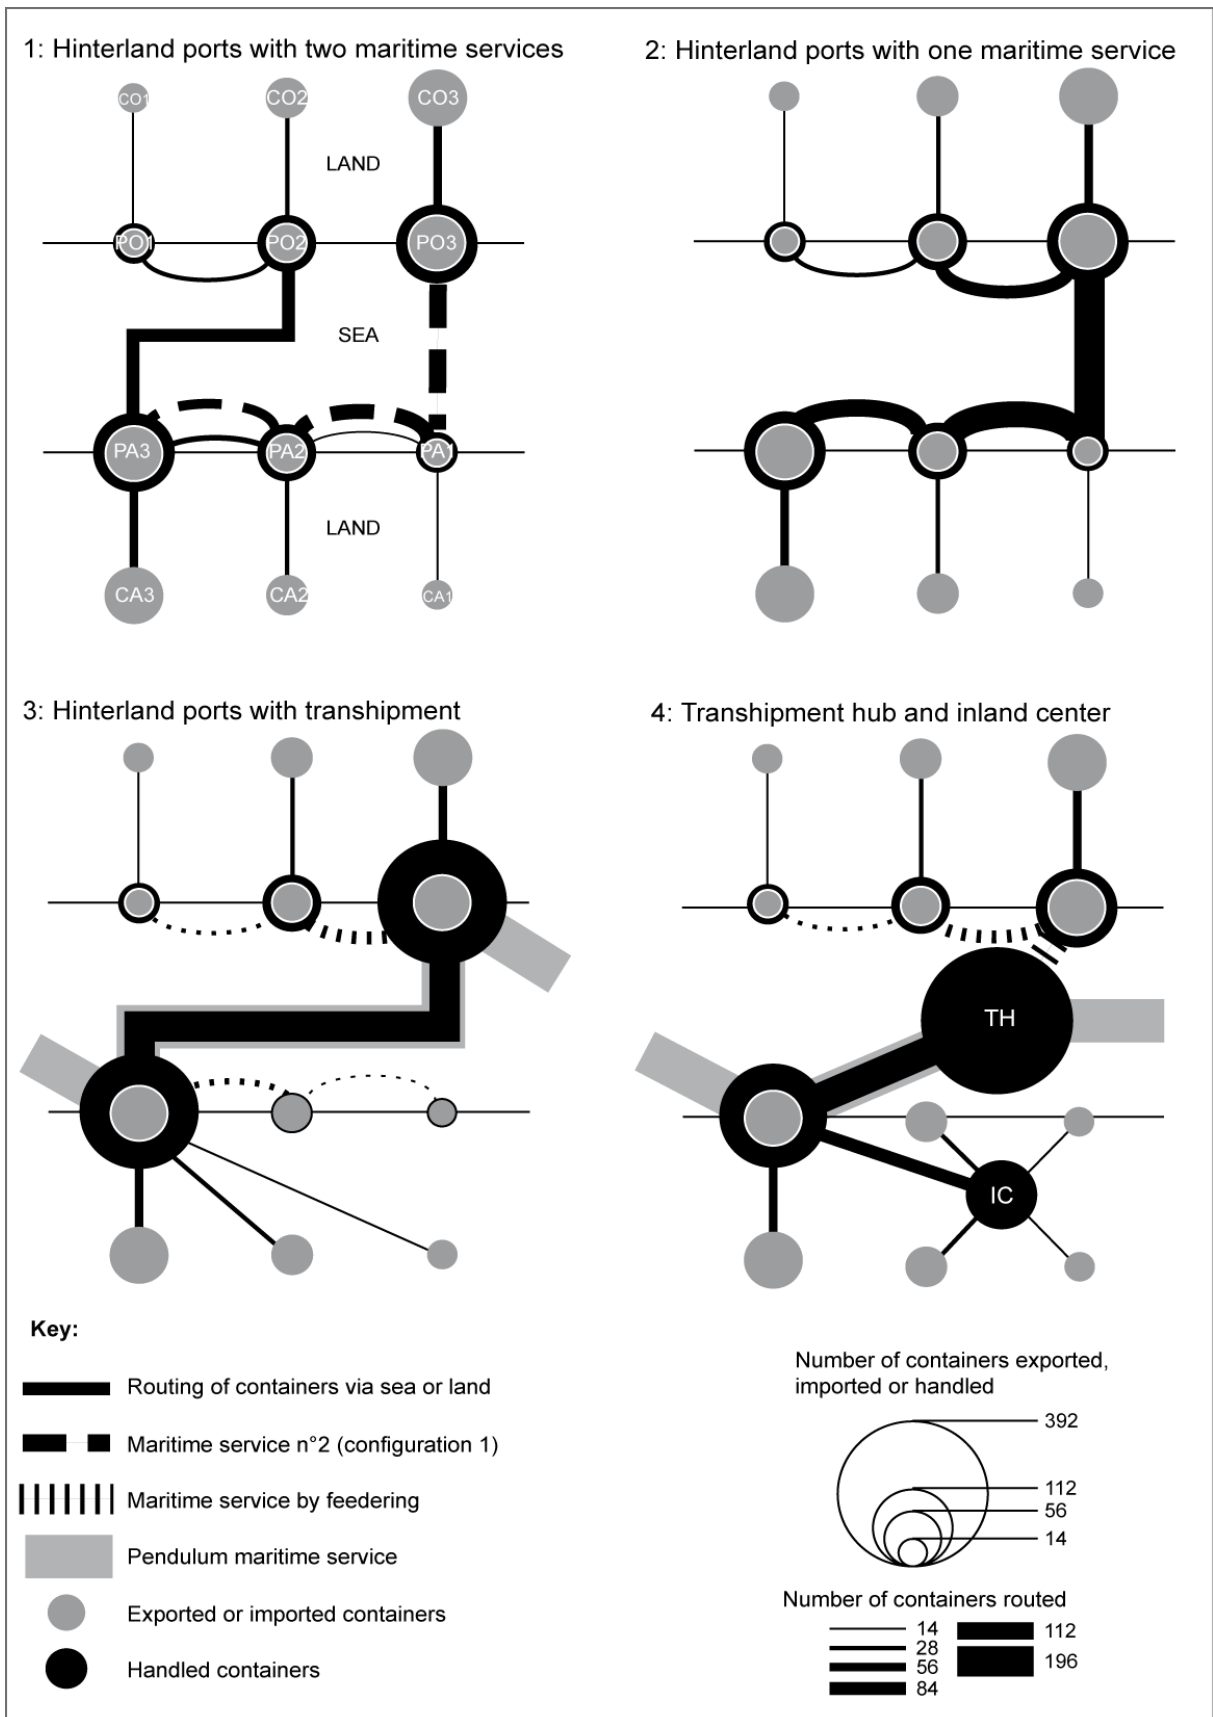 1: Hinterland ports with two maritime services
2: Hinterland ports with one maritime service
CO1
CO2
CO3
LAND
PO1
PO2
PO3
SEA
PA3
PA2
PA1
LAND
CA3
CA2
CA1
3: Hinterland ports with transhipment
4: Transhipment hub and inland center
TH
IC
Key:
Routing of containers via sea or land
Maritime service n°2 (configuration 1)
Maritime service by feedering
Pendulum maritime service
Exported or imported containers
Handled containers
Number of containers exported,
imported or handled
392
112
56
14
Number of containers routed
14
28
56
84
112
196